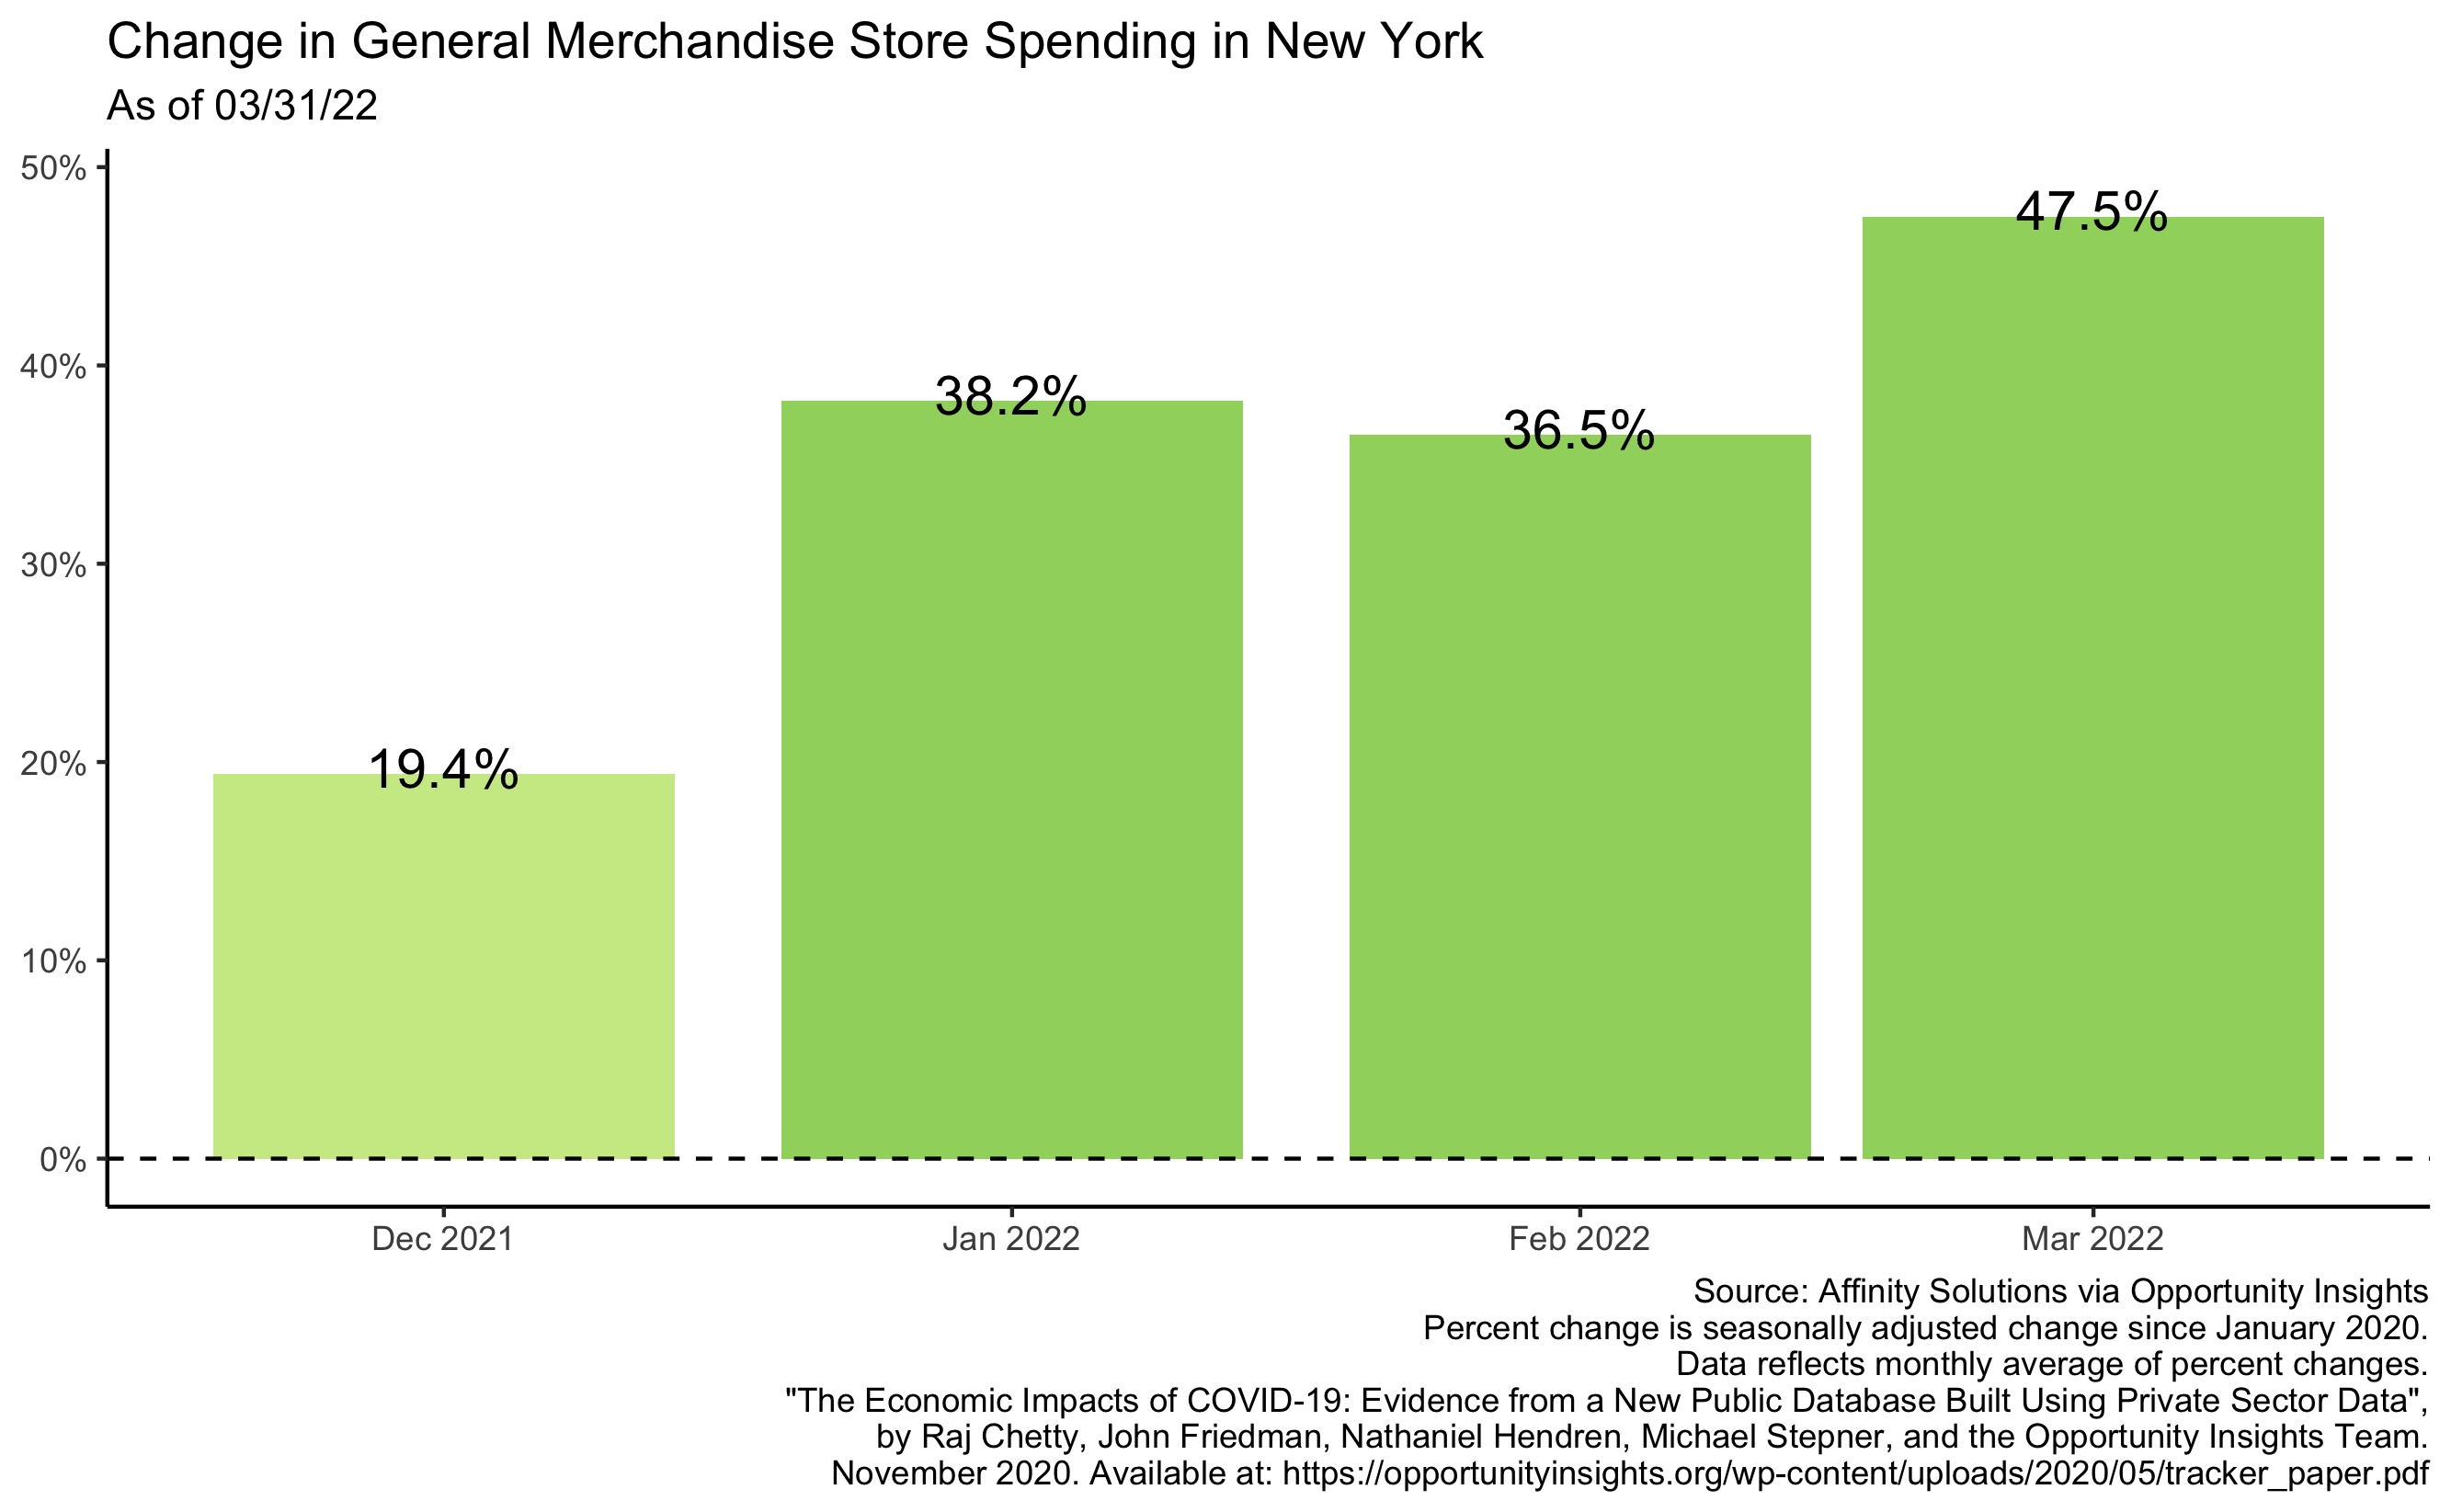 Change in General Merchandise Store Spending in New York
As of 03/31/22
50%
40%
30%
20%
10%
0%
19.4%
38.2%
36.5%
47.5%
Dec 2021
Jan 2022
Feb 2022
Mar 2022
Source: Affinity Solutions via Opportunity Insights
Percent change is seasonally adjusted change since January 2020.
Data reflects monthly average of percent changes.
"The Economic Impacts of COVID-19: Evidence from a New Public Database Built Using Private Sector Data",
by Raj Chetty, John Friedman, Nathaniel Hendren, Michael Stepner, and the Opportunity Insights Team.
November 2020. Available at: https://opportunityinsights.org/wp-content/uploads/2020/05/tracker_paper.pdf